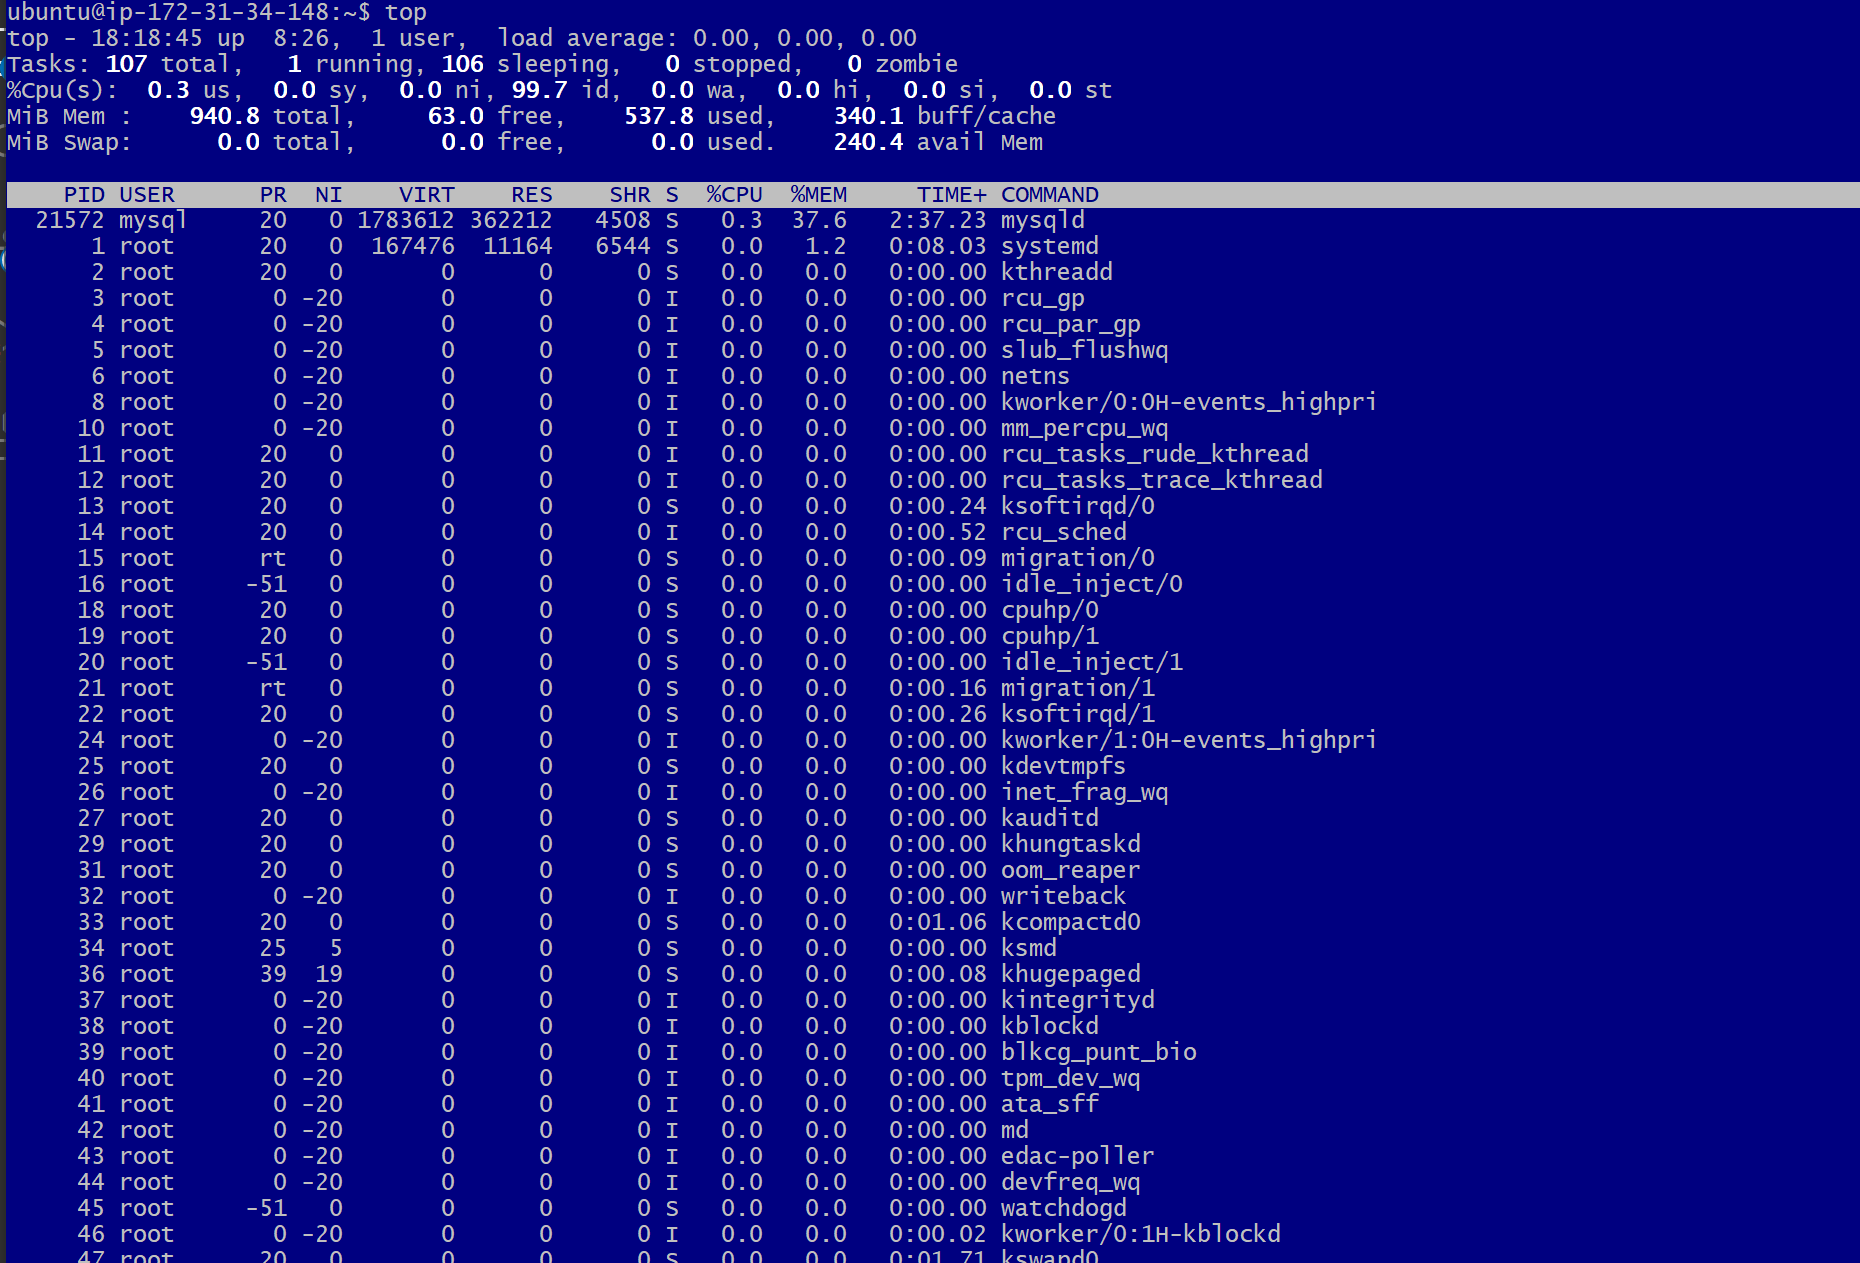 ubuntu@ip-172-31-34-148:~$ top
top - 18:18:45 up  8:26,  1 user,  load average: 0.00, 0.00, 0.00
Tasks: 107 total,   1 running, 106 sleeping,   0 stopped,   0 zombie
%Cpu(s):  0.3 us,  0.0 sy,  0.0 ni, 99.7 id,  0.0 wa,  0.0 hi,  0.0 si,  0.0 st
MiB Mem :    940.8 total,     63.0 free,    537.8 used,    340.1 buff/cache
MiB Swap:      0.0 total,      0.0 free,      0.0 used.    240.4 avail Mem
PID USER      PR  NI    VIRT    RES    SHR S  %CPU  %MEM     TIME+ COMMAND
21572 mysql     20   0 1783612 362212   4508 S   0.3  37.6   2:37.23 mysqld
1 root      20   0  167476  11164   6544 S   0.0   1.2   0:08.03 systemd
2 root      20   0       0      0      0 S   0.0   0.0   0:00.00 kthreadd
3 root       0 -20       0      0      0 I   0.0   0.0   0:00.00 rcu_gp
4 root       0 -20       0      0      0 I   0.0   0.0   0:00.00 rcu_par_gp
5 root       0 -20       0      0      0 I   0.0   0.0   0:00.00 slub_flushwq
6 root       0 -20       0      0      0 I   0.0   0.0   0:00.00 netns
8 root       0 -20       0      0      0 I   0.0   0.0   0:00.00 kworker/0:0H-events_highpri
10 root       0 -20       0      0      0 I   0.0   0.0   0:00.00 mm_percpu_wq
11 root      20   0       0      0      0 I   0.0   0.0   0:00.00 rcu_tasks_rude_kthread
12 root      20   0       0      0      0 I   0.0   0.0   0:00.00 rcu_tasks_trace_kthread
13 root      20   0       0      0      0 S   0.0   0.0   0:00.24 ksoftirqd/0
14 root      20   0       0      0      0 I   0.0   0.0   0:00.52 rcu_sched
15 root      rt   0       0      0      0 S   0.0   0.0   0:00.09 migration/0
16 root     -51   0       0      0      0 S   0.0   0.0   0:00.00 idle_inject/0
18 root      20   0       0      0      0 S   0.0   0.0   0:00.00 cpuhp/0
19 root      20   0       0      0      0 S   0.0   0.0   0:00.00 cpuhp/1
20 root     -51   0       0      0      0 S   0.0   0.0   0:00.00 idle_inject/1
21 root      rt   0       0      0      0 S   0.0   0.0   0:00.16 migration/1
22 root      20   0       0      0      0 S   0.0   0.0   0:00.26 ksoftirqd/1
24 root       0 -20       0      0      0 I   0.0   0.0   0:00.00 kworker/1:0H-events_highpri
25 root      20   0       0      0      0 S   0.0   0.0   0:00.00 kdevtmpfs
26 root       0 -20       0      0      0 I   0.0   0.0   0:00.00 inet_frag_wq
27 root      20   0       0      0      0 S   0.0   0.0   0:00.00 kauditd
29 root      20   0       0      0      0 S   0.0   0.0   0:00.00 khungtaskd
31 root      20   0       0      0      0 S   0.0   0.0   0:00.00 oom_reaper
32 root       0 -20       0      0      0 I   0.0   0.0   0:00.00 writeback
33 root      20   0       0      0      0 S   0.0   0.0   0:01.06 kcompactd0
34 root      25   5       0      0      0 S   0.0   0.0   0:00.00 ksmd
36 root      39  19       0      0      0 S   0.0   0.0   0:00.08 khugepaged
37 root       0 -20       0      0      0 I   0.0   0.0   0:00.00 kintegrityd
38 root       0 -20       0      0      0 I   0.0   0.0   0:00.00 kblockd
39 root       0 -20       0      0      0 I   0.0   0.0   0:00.00 blkcg_punt_bio
40 root       0 -20       0      0      0 I   0.0   0.0   0:00.00 tpm_dev_wq
41 root       0 -20       0      0      0 I   0.0   0.0   0:00.00 ata_sff
42 root       0 -20       0      0      0 I   0.0   0.0   0:00.00 md
43 root       0 -20       0      0      0 I   0.0   0.0   0:00.00 edac-poller
44 root       0 -20       0      0      0 I   0.0   0.0   0:00.00 devfreq_wq
45 root     -51   0       0      0      0 S   0.0   0.0   0:00.00 watchdogd
46 root       0 -20       0      0      0 I   0.0   0.0   0:00.02 kworker/0:1H-kblockd
47 root      20   0       0      0      0 S   0.0   0.0   0:01.71 kswapd0